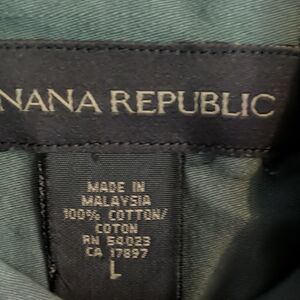 NANA REPUBLIC
MADE IN
MALAYSIA
100% COTTON/
COTON
RN 54023
CA 17897
L